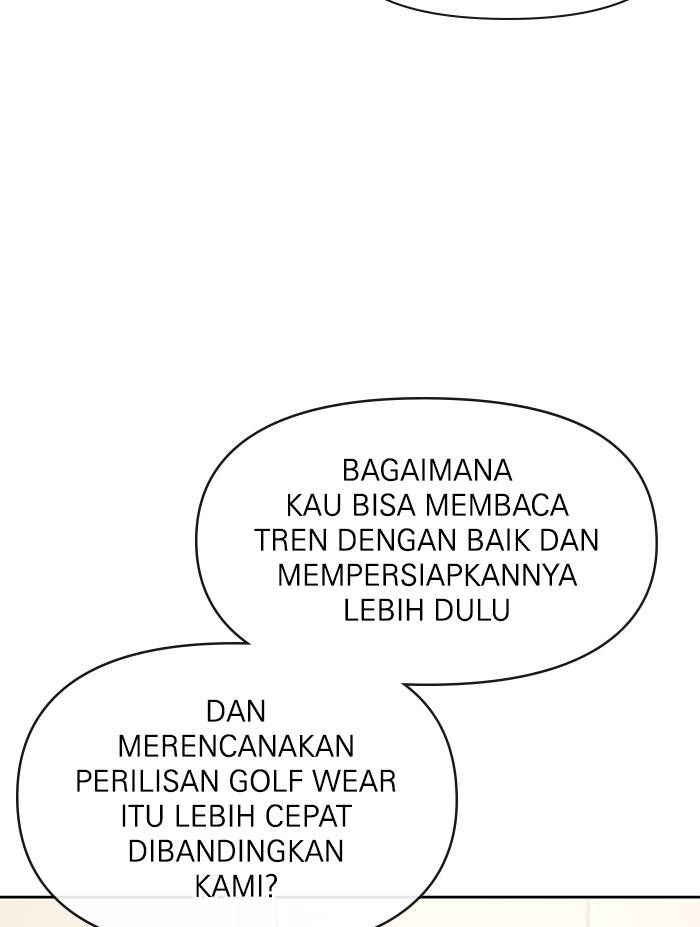 BAGAIMANA
KAU BISA MEMBACA
TREN DENGAN BAIK DAN
MEMPERSIAPKANNYA
LEBIH DULU
DAN
MERENCANAKAN
PERILISAN GOLF WEAR
ITU LEBIH CEPAT
DIBANDINGKAN
KAMI?